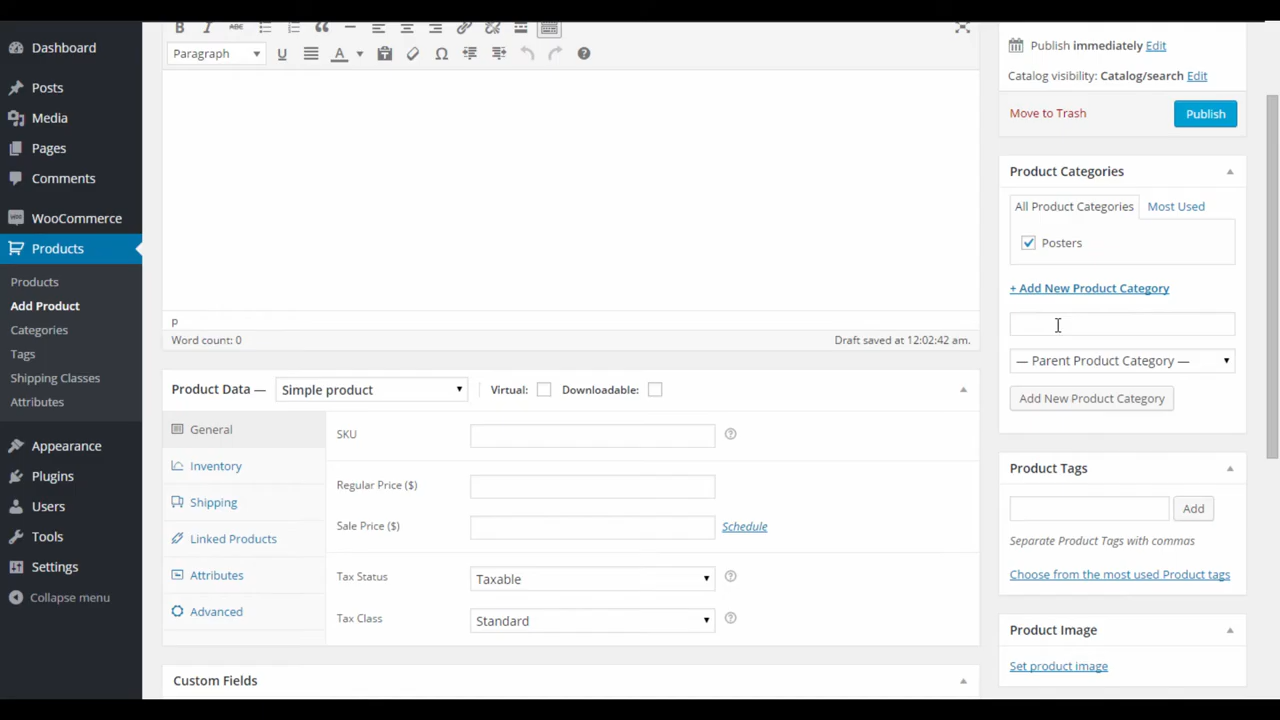 Dashboard
Posts
Media
Pages
Comments
WooCommerce
Products
Products
Add Product
Categories
Tags
Shipping Classes
Attributes
Appearance
Plugins
Users
Tools
Settings
Collapse menu
B I ABC
Paragraph U A Ω
p
Word count: 0
Draft saved at 12:02:42 am.
Product Data — Simple product
Virtual:
Downloadable:
General
Inventory
Shipping
Linked Products
Attributes
Advanced
SKU
Regular Price ($)
Sale Price ($)
Schedule
Tax Status
Taxable
Tax Class
Standard
Custom Fields
Publish immediately Edit
Catalog visibility: Catalog/search Edit
Move to Trash
Publish
Product Categories
All Product Categories
Most Used
Posters
+ Add New Product Category
— Parent Product Category —
Add New Product Category
Product Tags
Add
Separate Product Tags with commas
Choose from the most used Product tags
Product Image
Set product image